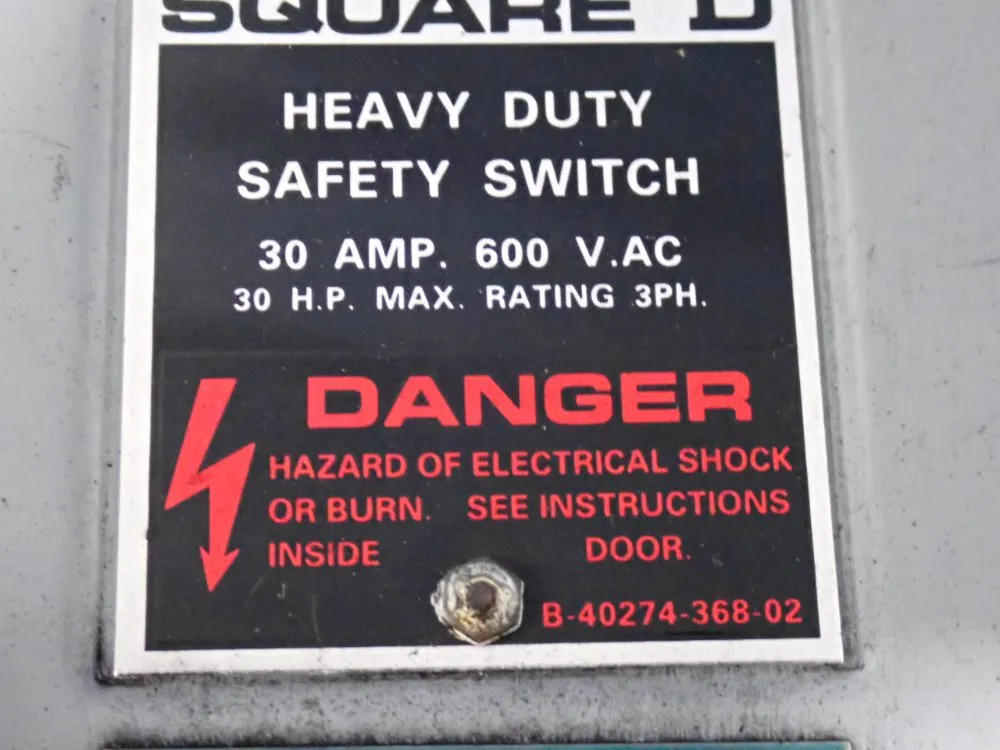 SQUARE D
HEAVY DUTY
SAFETY SWITCH
30 AMP. 600 V.AC
30 H.P. MAX. RATING 3PH.
DANGER
HAZARD OF ELECTRICAL SHOCK
OR BURN. SEE INSTRUCTIONS
INSIDE DOOR.
B-40274-368-02